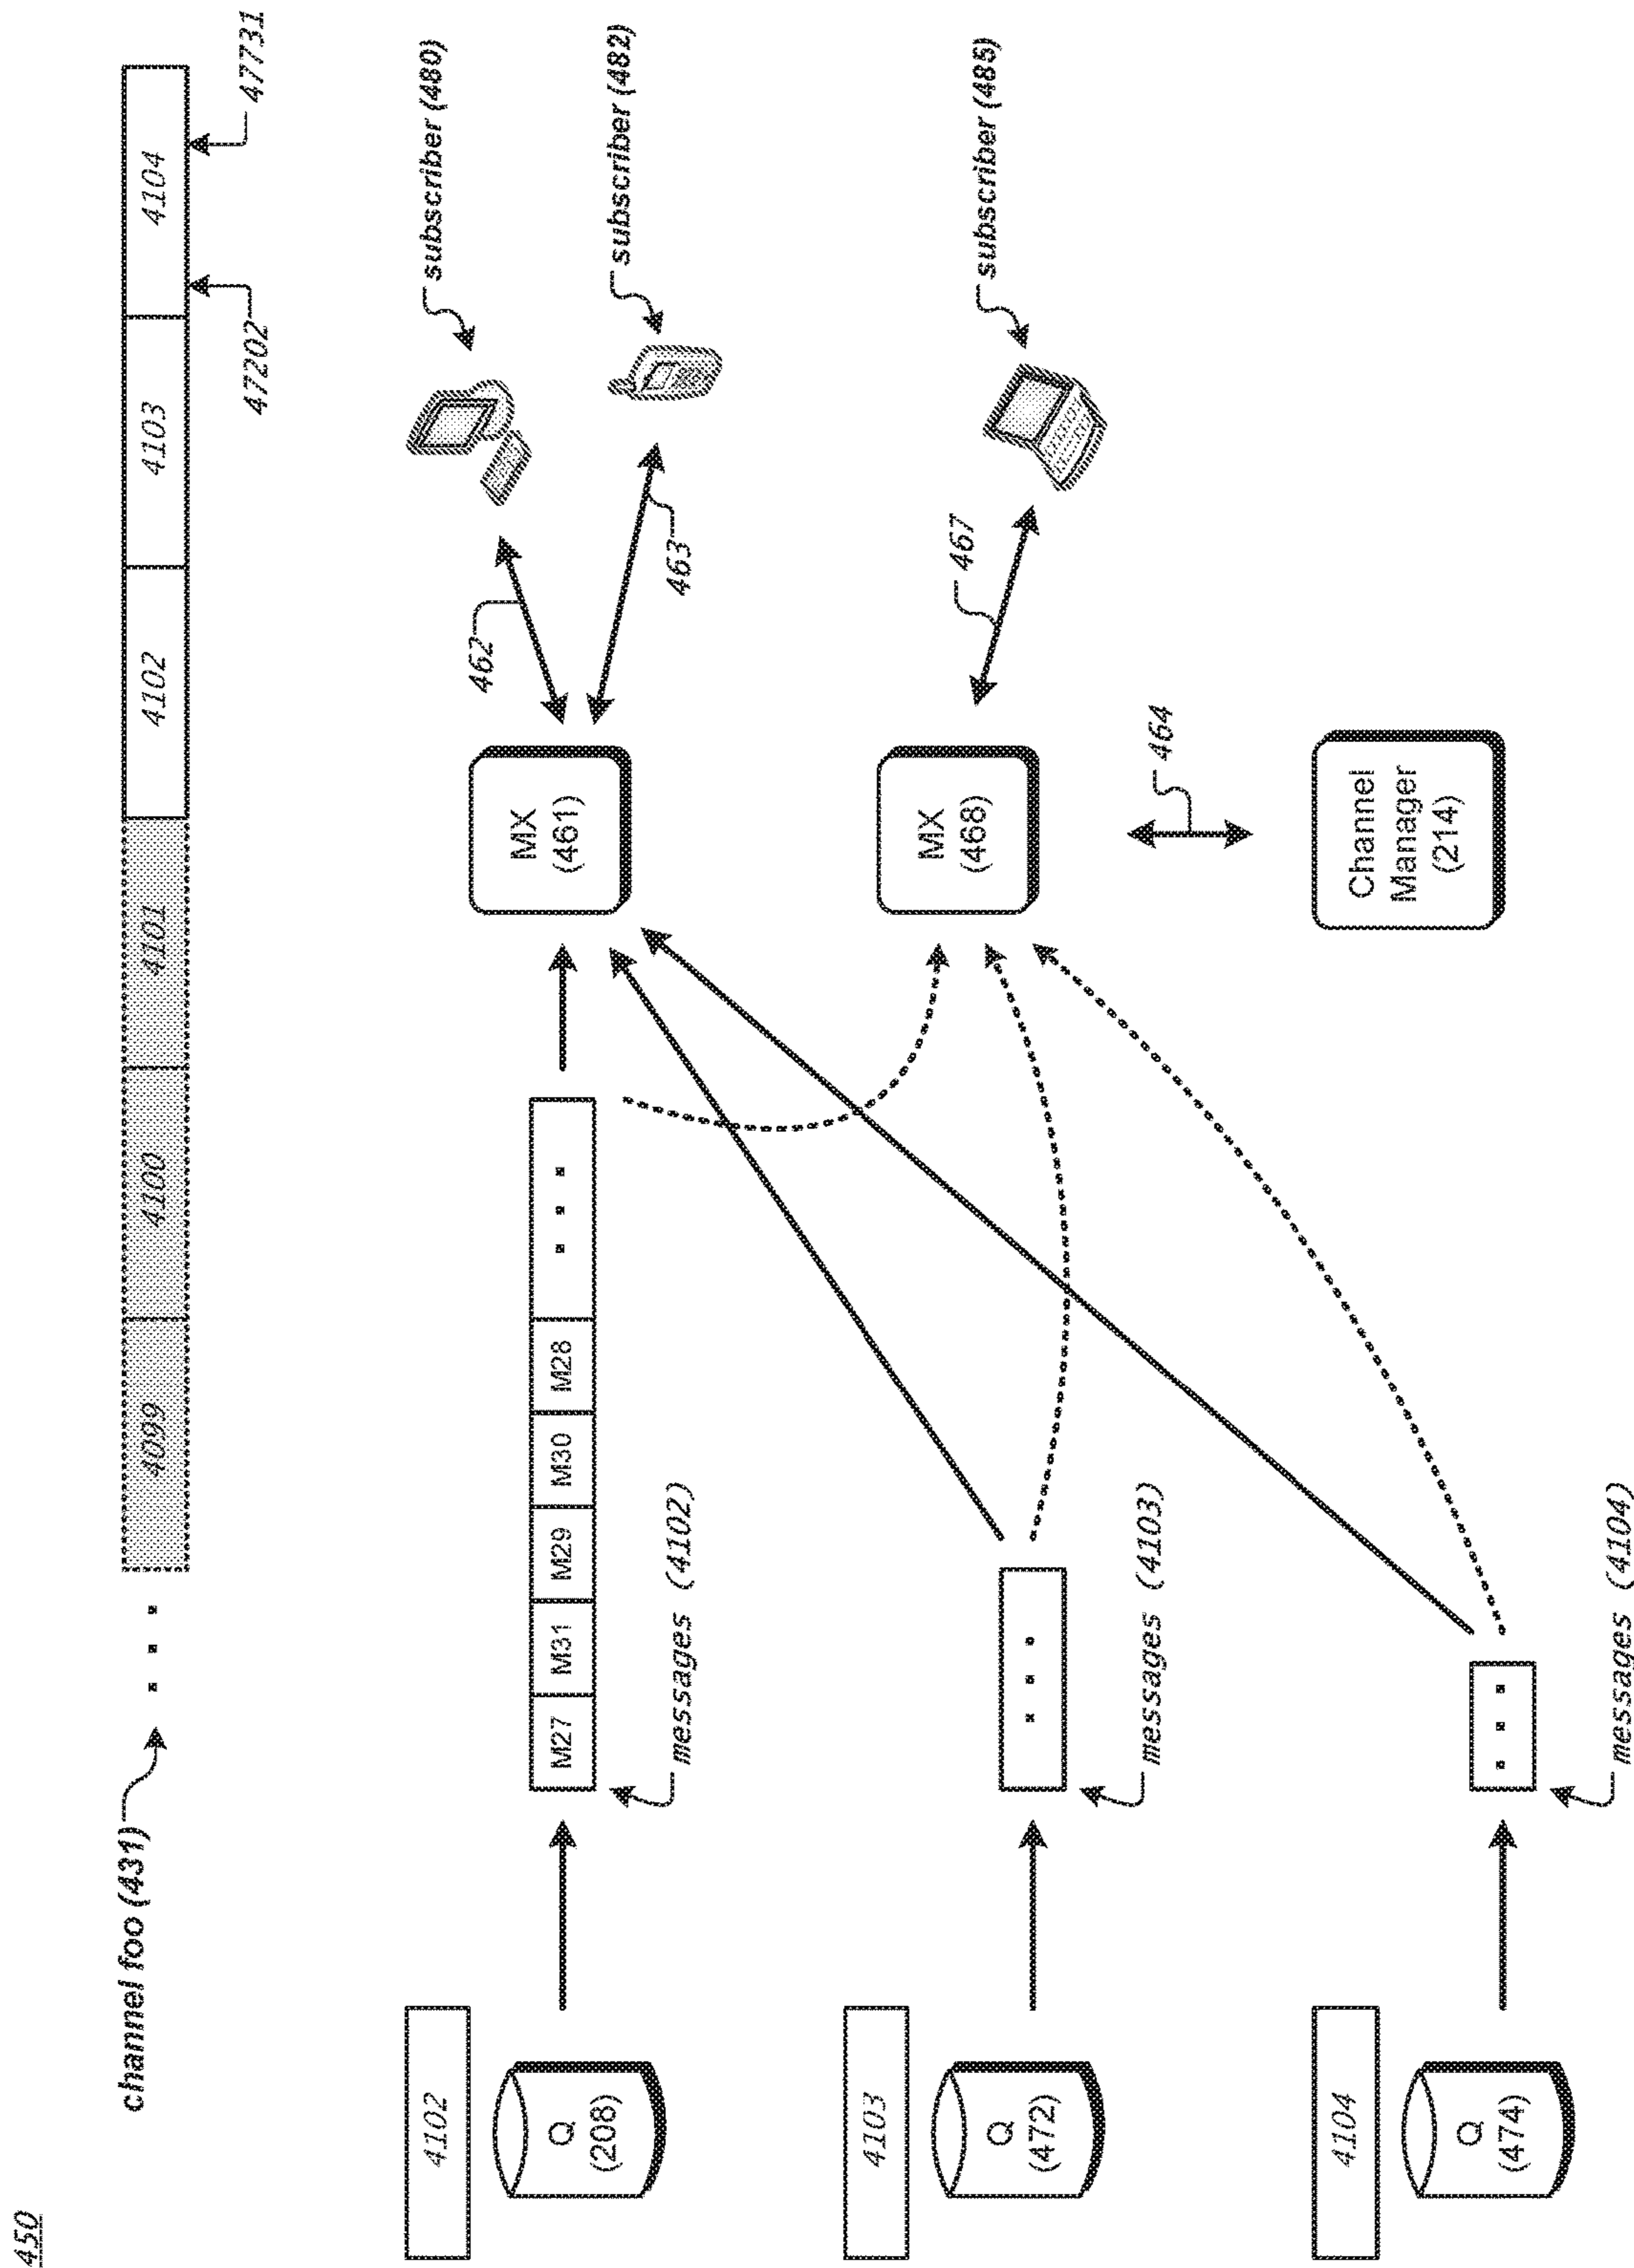 450
channel foo (431)
. . .
4099
4100
4101
4102
4103
4104
47202
47731
4102
Q
(208)
M27
M31
M29
M30
M28
. . .
messages (4102)
MX
(461)
462
463
subscriber (480)
subscriber (482)
4103
Q
(472)
. . .
messages (4103)
MX
(468)
467
subscriber (485)
464
4104
Q
(474)
. . .
messages (4104)
Channel
Manager
(214)